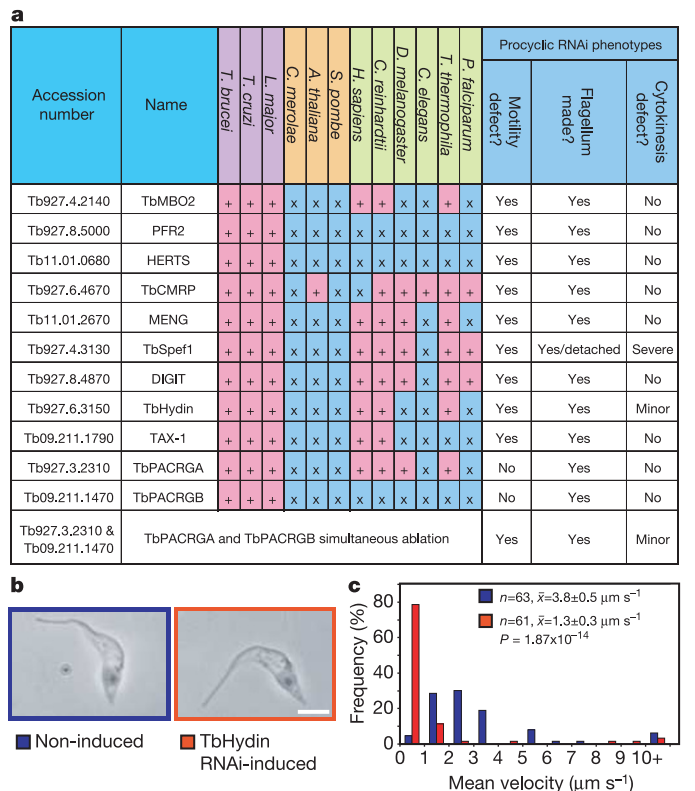 a
Procyclic RNAi phenotypes
Accession number Name T. brucei T. cruzi L. major C. merolae A. thaliana S. pombe H. sapiens C. reinhardtii D. melanogaster C. elegans T. thermophila P. falciparum Motility defect? Flagellum made? Cytokinesis defect?
Tb927.4.2140 TbMBO2 + + + x x x + + x x + x Yes Yes No
Tb927.8.5000 PFR2 + + + x x x x x x x x x Yes Yes No
Tb11.01.0680 HERTS + + + x x x x x x x x x Yes Yes No
Tb927.6.4670 TbCMRP + + + x + x x + + + + + Yes Yes No
Tb11.01.2670 MENG + + + x x x + + + x + x Yes Yes No
Tb927.4.3130 TbSpef1 + + + x x x + + + x + + Yes Yes/detached Severe
Tb927.8.4870 DIGIT + + + x x x + + + x + + Yes Yes No
Tb927.6.3150 TbHydin + + + x x x + + x x + x Yes Yes Minor
Tb09.211.1790 TAX-1 + + + x x x + + x x x x Yes Yes No
Tb927.3.2310 TbPACRGA + + + x x x + + + x + x No Yes No
Tb09.211.1470 TbPACRGB + + + x x x x x x x x x No Yes No
Tb927.3.2310 & Tb09.211.1470 TbPACRGA and TbPACRGB simultaneous ablation Yes Yes Minor
b
Non-induced
TbHydin
RNAi-induced
c
n=63, x̄=3.8±0.5 μm s⁻¹
n=61, x̄=1.3±0.3 μm s⁻¹
P = 1.87x10⁻¹⁴
Frequency (%)
80
60
40
20
0
0 1 2 3 4 5 6 7 8 9 10+
Mean velocity (μm s⁻¹)